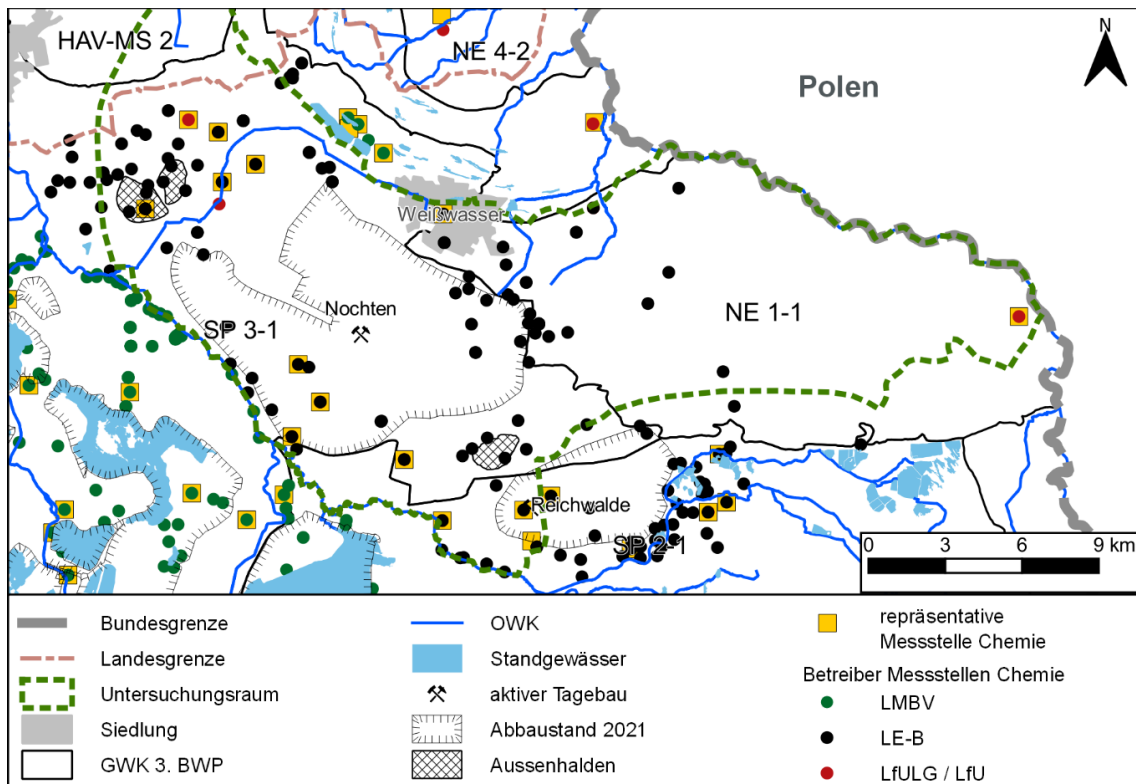 HAV-MS 2
NE 4-2
N
Polen
Weißwasser
Nochten
SP 3-1
NE 1-1
Reichwalde
SP 2-1
0 3 6 9 km
Bundesgrenze
Landesgrenze
Untersuchungsraum
Siedlung
GWK 3. BWP
OWK
Standgewässer
aktiver Tagebau
Abbaustand 2021
Aussenhalden
repräsentative
Messstelle Chemie
Betreiber Messstellen Chemie
LMBV
LE-B
LfULG / LfU